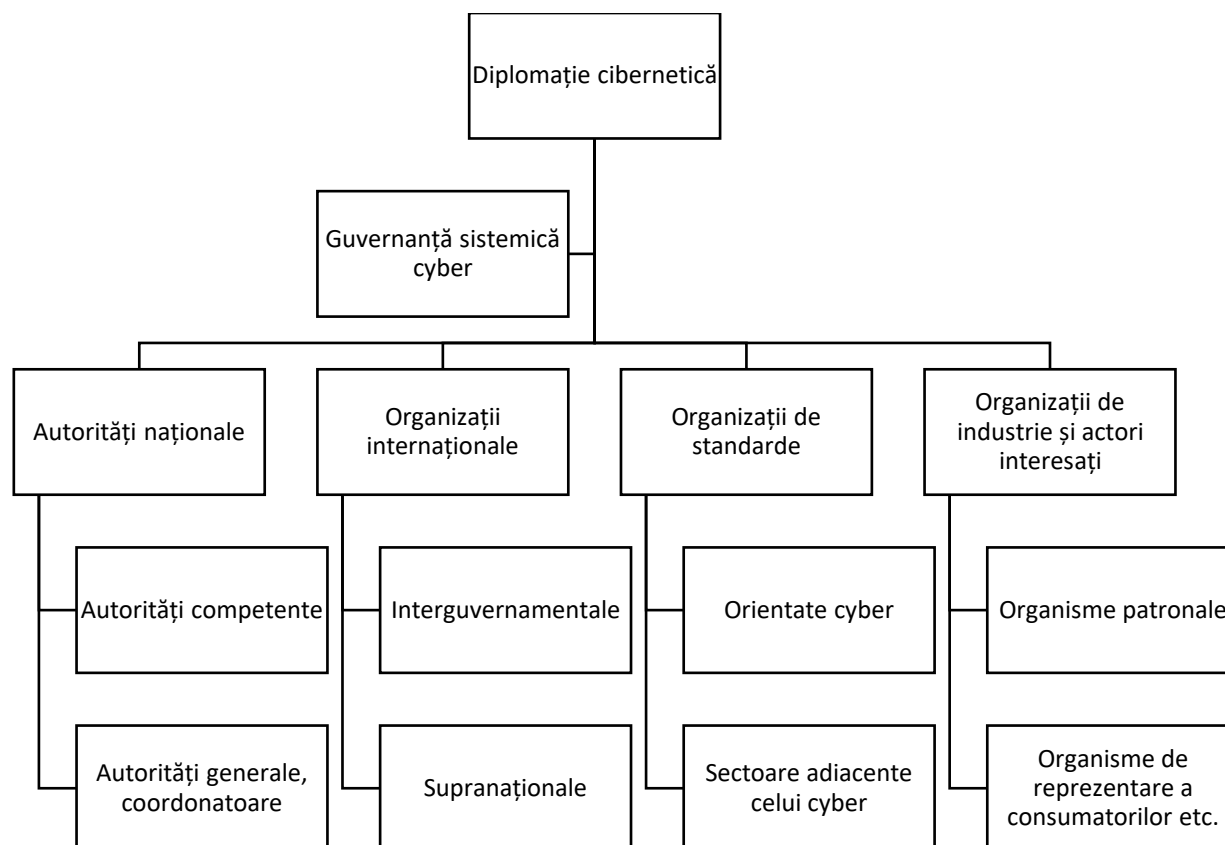 Diplomație cibernetică
Guvernanță sistemică
cyber
Autorități naționale
Organizații
internaționale
Organizații de
standarde
Organizații de
industrie și actori
interesați
Autorități competente
Interguvernamentale
Orientate cyber
Organisme patronale
Autorități generale,
coordonatoare
Supranaționale
Sectoare adiacente
celui cyber
Organisme de
reprezentare a
consumatorilor etc.